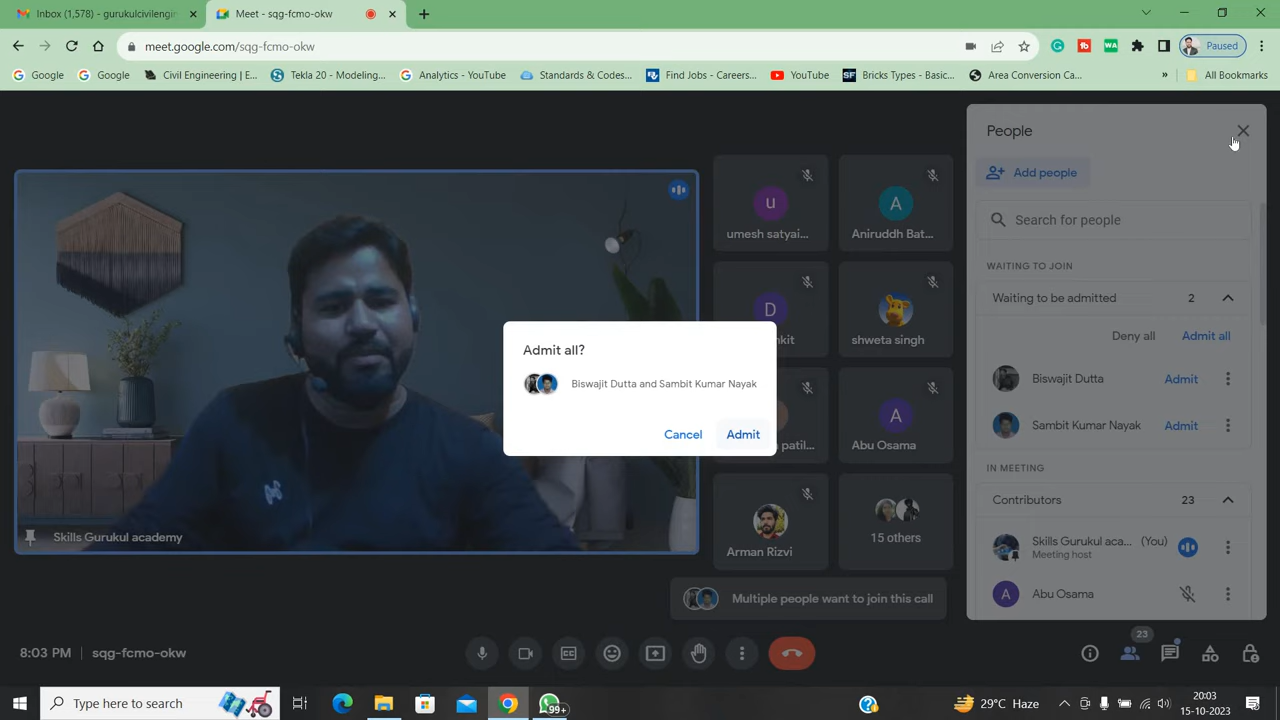 Inbox (1,578) - gurukulcivilengin
Meet - sqg-fcmo-okw
meet.google.com/sqg-fcmo-okw
Paused
Google
Google
Civil Engineering | E...
Tekla 20 - Modeling...
Analytics - YouTube
Standards & Codes...
Find Jobs - Careers...
YouTube
Bricks Types - Basic...
Area Conversion Ca...
»
All Bookmarks
People
Add people
Search for people
WAITING TO JOIN
Waiting to be admitted 2
Deny all
Admit all
Biswajit Dutta
Admit
Sambit Kumar Nayak
Admit
IN MEETING
Contributors 23
Skills Gurukul aca... (You)
Meeting host
A Abu Osama
u
umesh satyai...
A
Aniruddh Bat...
D
nkit
shweta singh
patil...
A
Abu Osama
Arman Rizvi
15 others
Admit all?
Biswajit Dutta and Sambit Kumar Nayak
Cancel
Admit
Skills Gurukul academy
Multiple people want to join this call
8:03 PM
sqg-fcmo-okw
23
Type here to search
99+
29°C Haze
20:03
15-10-2023